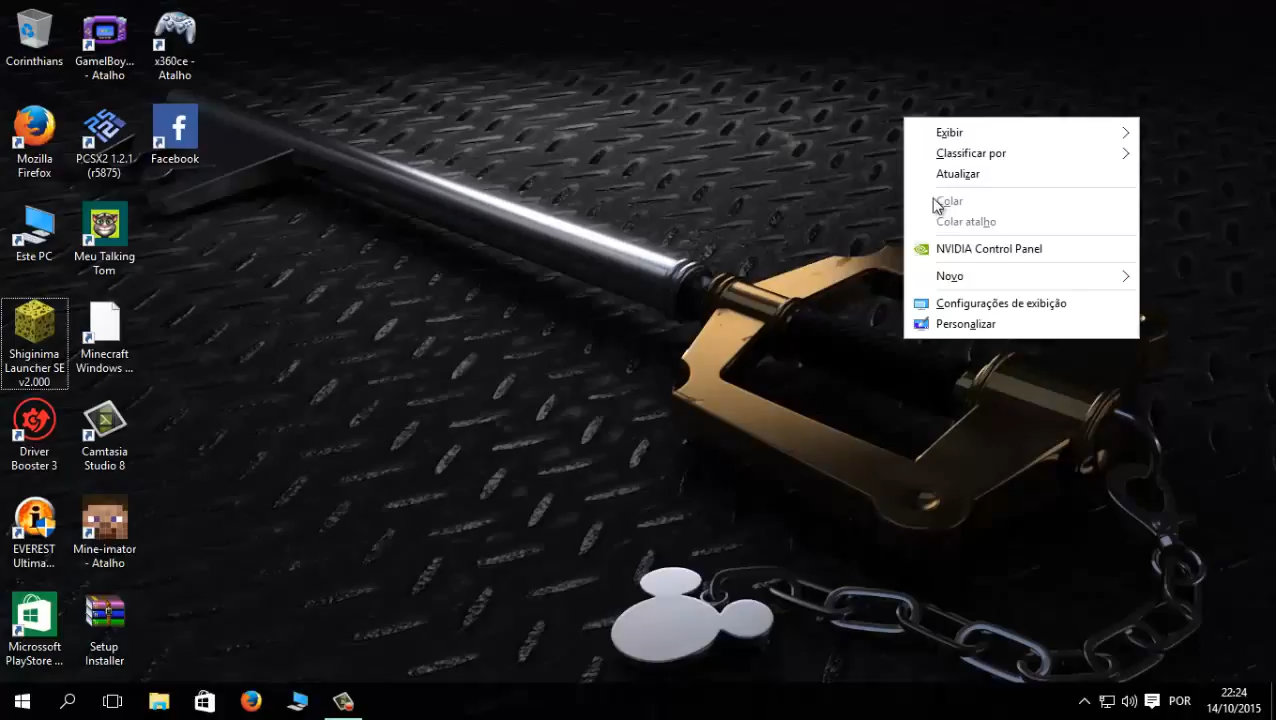 Corinthians
GamelBoy...
- Atalho
x360ce -
Atalho
Mozilla
Firefox
PCSX2 1.2.1
(r5875)
Facebook
Este PC
Meu Talking
Tom
Shiginima
Launcher SE
v2.000
Minecraft
Windows ...
Driver
Booster 3
Camtasia
Studio 8
EVEREST
Ultima...
Mine-imator
- Atalho
Microsoft
PlayStore ...
Setup
Installer
Exibir
Classificar por
Atualizar
Colar
Colar atalho
NVIDIA Control Panel
Novo
Configurações de exibição
Personalizar
POR
22:24
14/10/2015